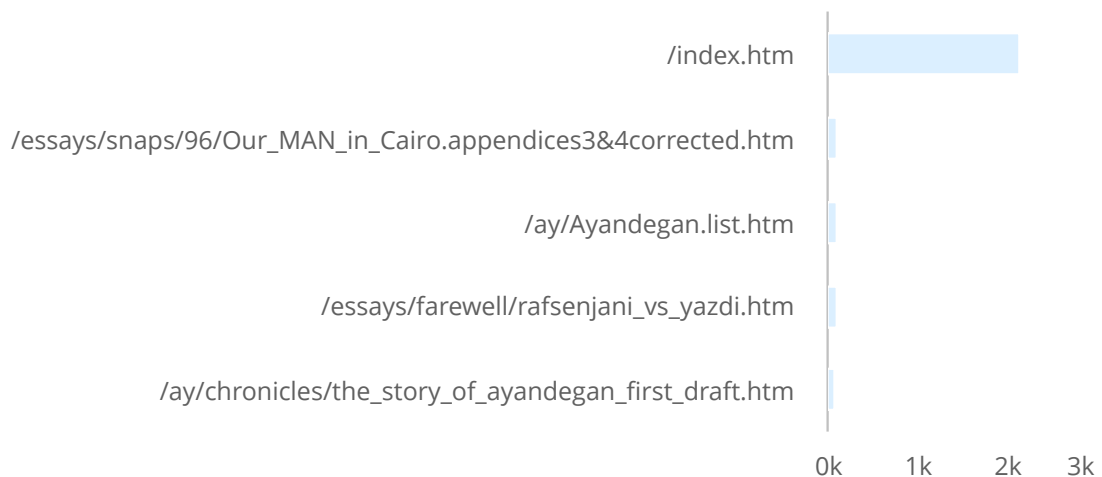 /index.htm
/essays/snaps/96/Our_MAN_in_Cairo.appendices3&4corrected.htm
/ay/Ayandegan.list.htm
/essays/farewell/rafsenjani_vs_yazdi.htm
/ay/chronicles/the_story_of_ayandegan_first_draft.htm
0k 1k 2k 3k